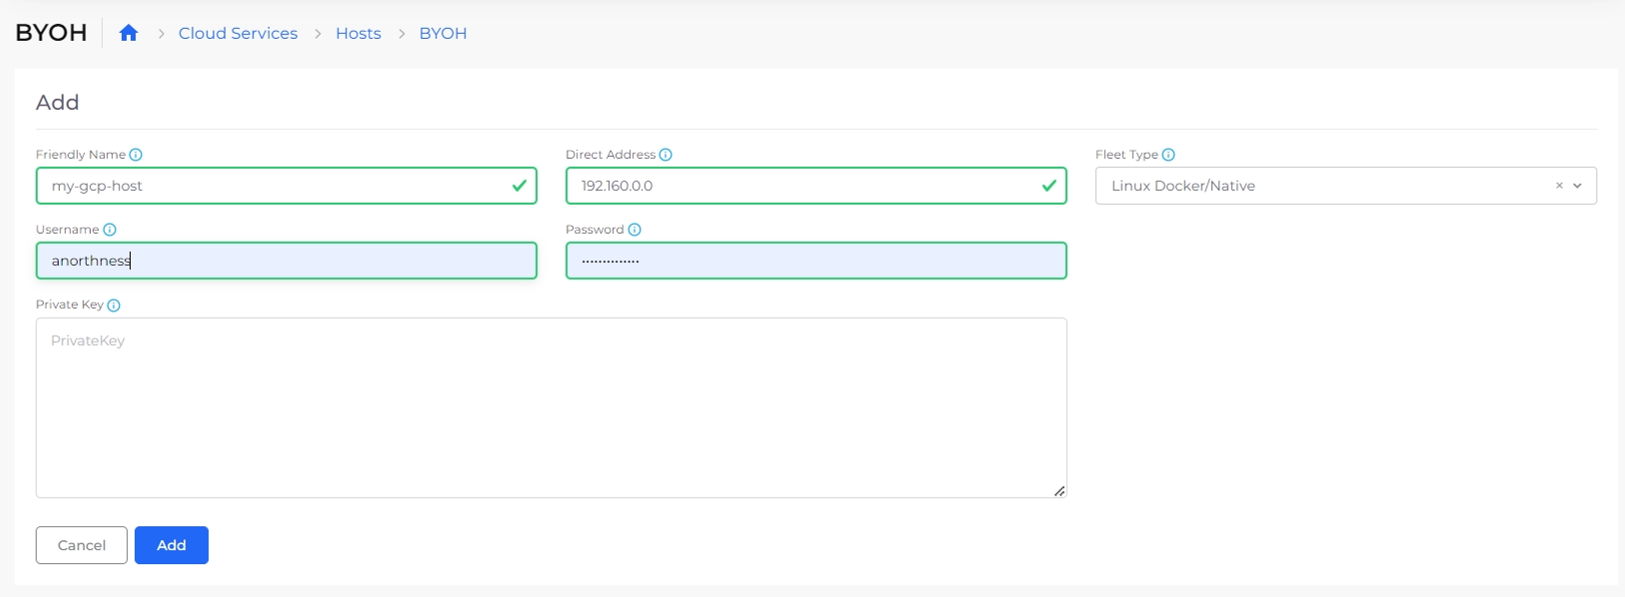 BYOH
Cloud Services > Hosts > BYOH
Add
Friendly Name
Direct Address
Fleet Type
my-gcp-host
192.160.0.0
Linux Docker/Native
Username
Password
anorthness
••••••••••••••
Private Key
PrivateKey
Cancel
Add